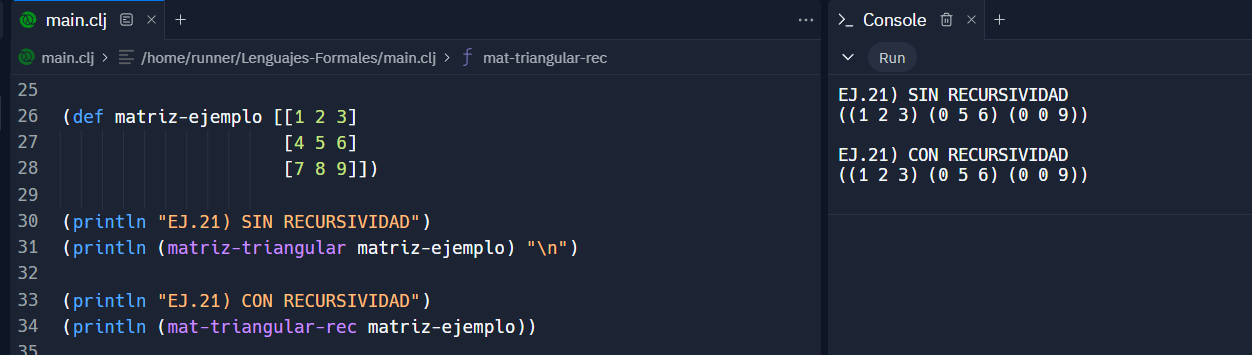 main.clj
main.clj > /home/runner/Lenguajes-Formales/main.clj > mat-triangular-rec
25
26 (def matriz-ejemplo [[1 2 3]
27 [4 5 6]
28 [7 8 9]])
29
30 (println "EJ.21) SIN RECURSIVIDAD")
31 (println (matriz-triangular matriz-ejemplo) "\n")
32
33 (println "EJ.21) CON RECURSIVIDAD")
34 (println (mat-triangular-rec matriz-ejemplo))
35
Console
Run
EJ.21) SIN RECURSIVIDAD
((1 2 3) (0 5 6) (0 0 9))
EJ.21) CON RECURSIVIDAD
((1 2 3) (0 5 6) (0 0 9))